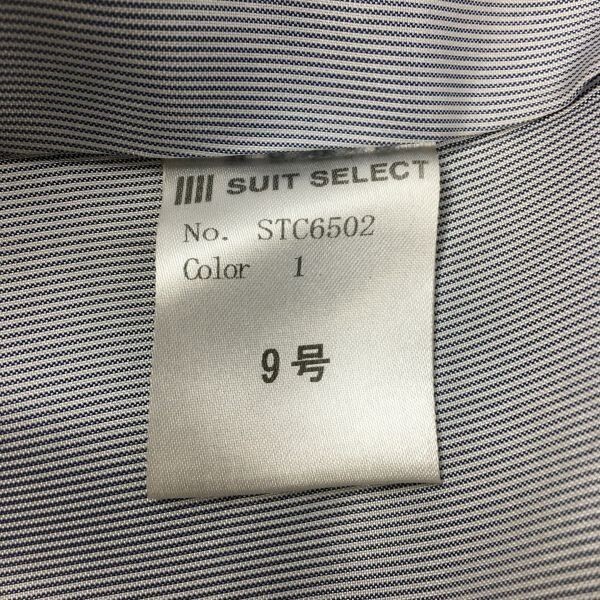 SUIT SELECT
No. STC6502
Color 1
9号